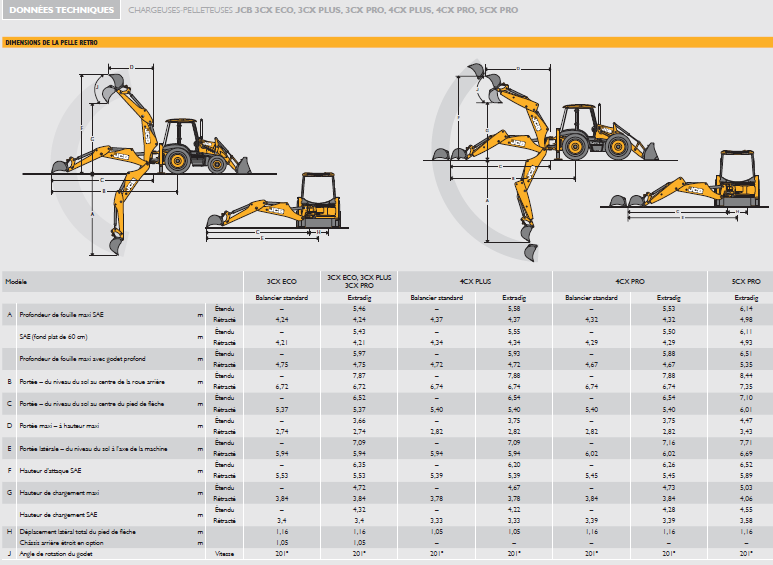 DONNÉES TECHNIQUES CHARGEUSES-PELLETEUSES JCB 3CX ECO, 3CX PLUS, 3CX PRO, 4CX PLUS, 4CX PRO, 5CX PRO
DIMENSIONS DE LA PELLE RETRO
D
J
F
G
C
B
A
C
H
E
D
J
F
G
C
B
A
C
H
E
Modèle 3CX ECO 3CX ECO, 3CX PLUS 3CX PRO 4CX PLUS 4CX PRO 5CX PRO
Balancier standard Extradig Balancier standard Extradig Balancier standard Extradig Extradig
A Profondeur de fouille maxi SAE m Étendu – 5,46 – 5,58 – 5,53 6,14
Rétracté 4,24 4,24 4,37 4,37 4,32 4,32 4,98
SAE (fond plat de 60 cm) m Étendu – 5,43 – 5,55 – 5,50 6,11
Rétracté 4,21 4,21 4,34 4,34 4,29 4,29 4,93
Profondeur de fouille maxi avec godet profond m Étendu – 5,97 – 5,93 – 5,88 6,51
Rétracté 4,75 4,75 4,72 4,72 4,67 4,67 5,35
B Portée – du niveau du sol au centre de la roue arrière m Étendu – 7,87 – 7,88 – 7,88 8,44
Rétracté 6,72 6,72 6,74 6,74 6,74 6,74 7,35
C Portée – du niveau du sol au centre du pied de flèche m Étendu – 6,52 – 6,54 – 6,54 7,10
Rétracté 5,37 5,37 5,40 5,40 5,40 5,40 6,01
D Portée maxi – à hauteur maxi m Étendu – 3,66 – 3,75 – 3,75 4,47
Rétracté 2,74 2,74 2,82 2,82 2,82 2,82 3,43
E Portée latérale – du niveau du sol à l'axe de la machine m Étendu – 7,09 – 7,09 – 7,16 7,71
Rétracté 5,94 5,94 5,94 5,94 6,02 6,02 6,69
F Hauteur d'attaque SAE m Étendu – 6,35 – 6,20 – 6,26 6,52
Rétracté 5,53 5,53 5,39 5,39 5,45 5,45 5,89
G Hauteur de chargement maxi m Étendu – 4,72 – 4,67 – 4,73 5,03
Rétracté 3,84 3,84 3,78 3,78 3,84 3,84 4,06
Hauteur de chargement SAE m Étendu – 4,32 – 4,22 – 4,28 4,55
Rétracté 3,4 3,4 3,33 3,33 3,39 3,39 3,58
H Déplacement latéral total du pied de flèche m 1,16 1,16 1,05 1,05 1,16 1,16 1,16
Châssis arrière étroit en option m 1,05 1,05 – – – – –
J Angle de rotation du godet Vitesse 201° 201° 201° 201° 201° 201° 201°